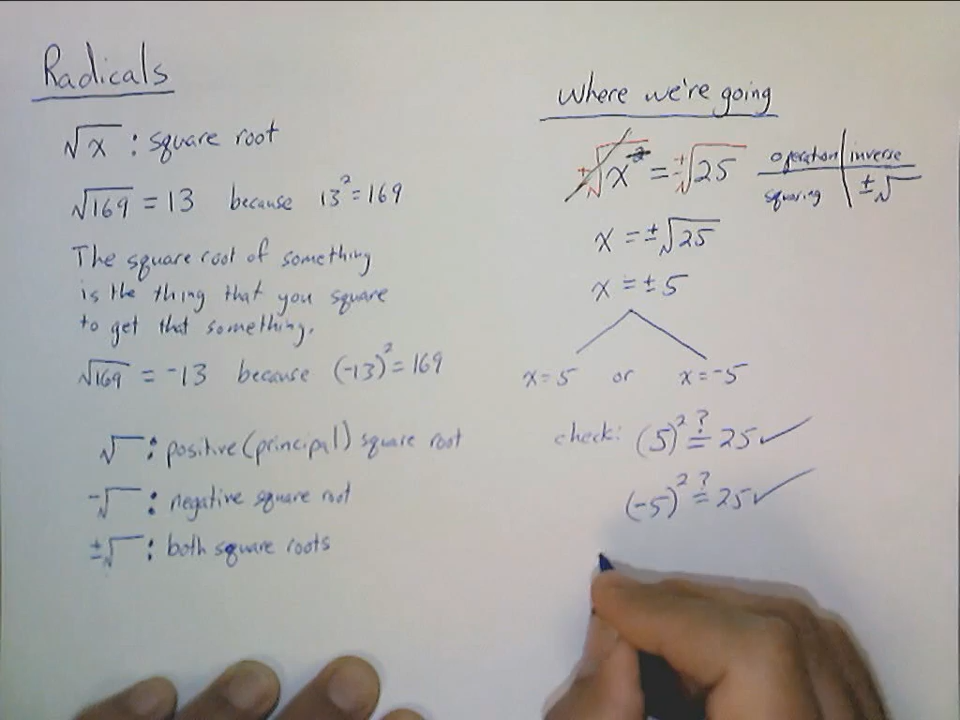 Radicals
√x : square root
√169 = 13 because 13² = 169
The square root of something
is the thing that you square
to get that something.
√169 = -13 because (-13)² = 169
√ : positive (principal) square root
-√ : negative square root
±√ : both square roots
Where we're going
±√x² = ±√25
operation inverse
squaring ±√
x = ±√25
x = ±5
x = 5 or x = -5
check: (5)² ≟ 25 ✓
(-5)² ≟ 25 ✓